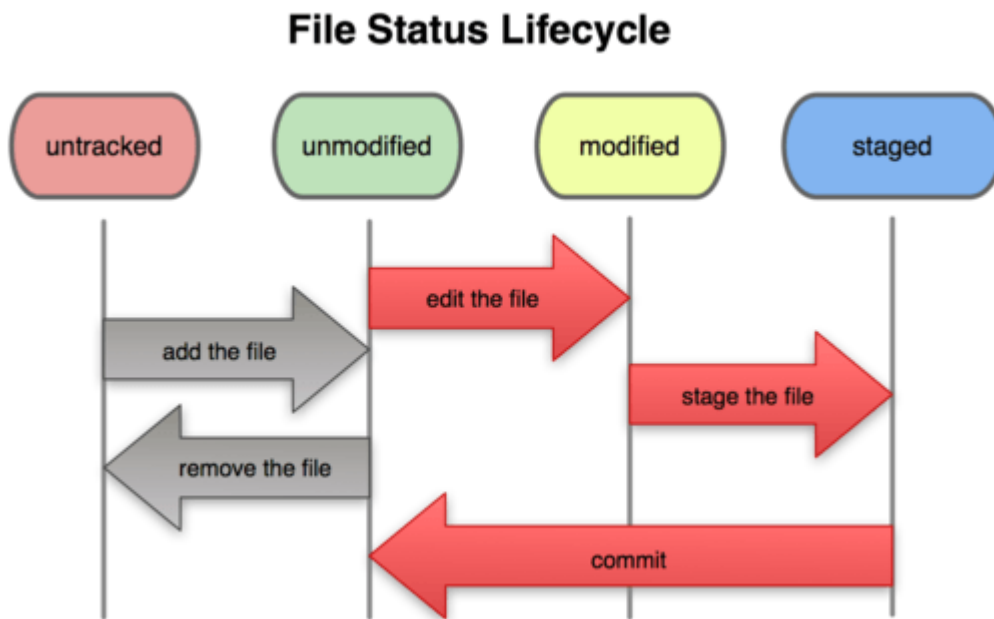 File Status Lifecycle
untracked
unmodified
modified
staged
edit the file
add the file
stage the file
remove the file
commit